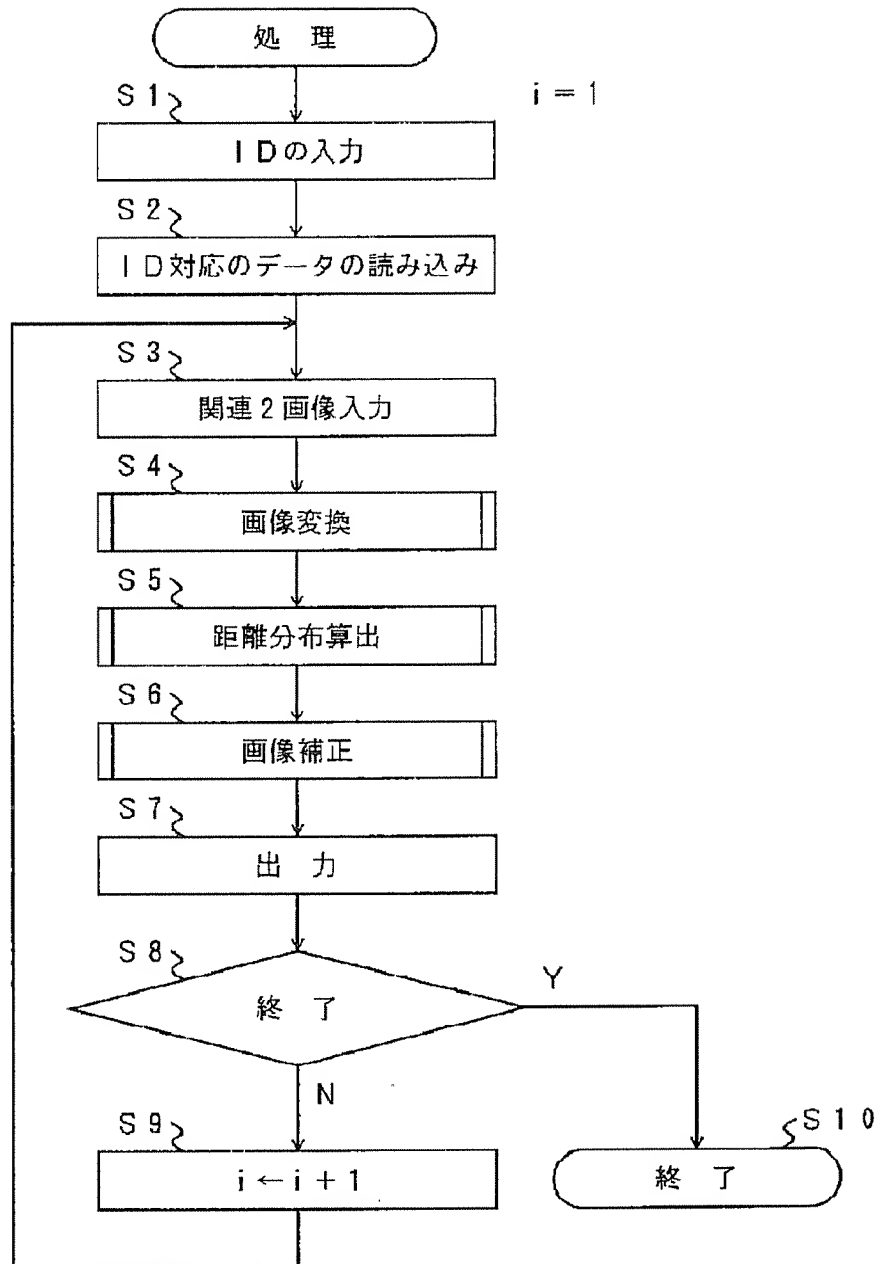 処 理
i = 1
S 1
I Dの入力
S 2
I D対応のデータの読み込み
S 3
関連2画像入力
S 4
画像変換
S 5
距離分布算出
S 6
画像補正
S 7
出 力
S 8
終 了
Y
N
S 9
i ← i + 1
S 1 0
終 了